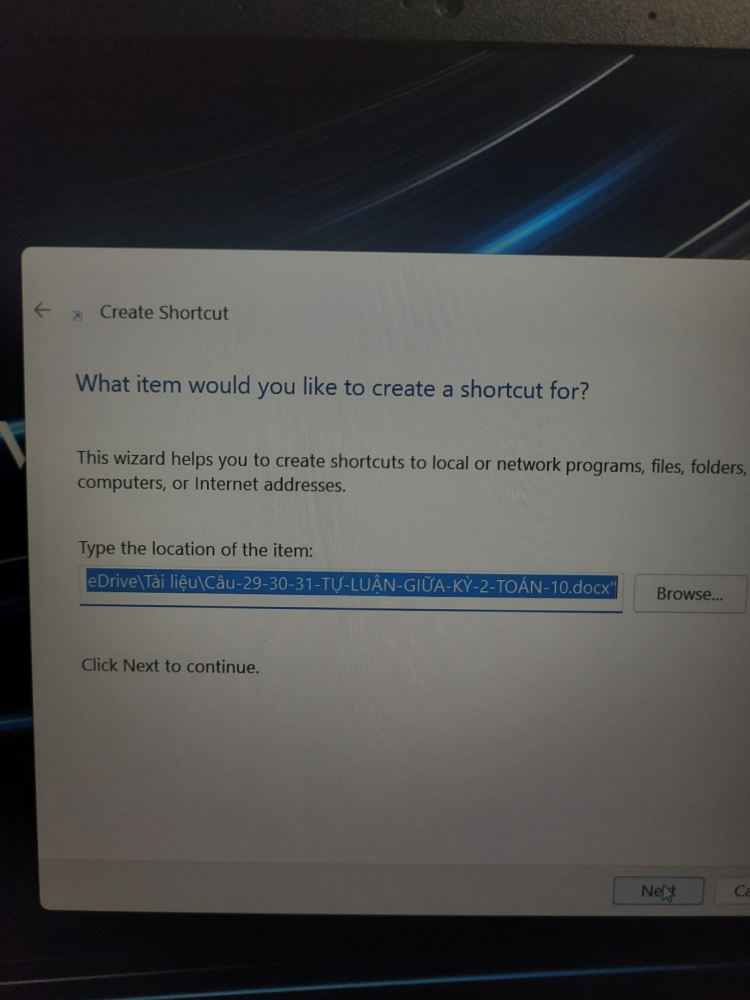 Create Shortcut
What item would you like to create a shortcut for?
This wizard helps you to create shortcuts to local or network programs, files, folders,
computers, or Internet addresses.
Type the location of the item:
eDrive\Tài liệu\Câu-29-30-31-TỰ-LUẬN-GIỮA-KỲ-2-TOÁN-10.docx"
Browse...
Click Next to continue.
Next
Ca